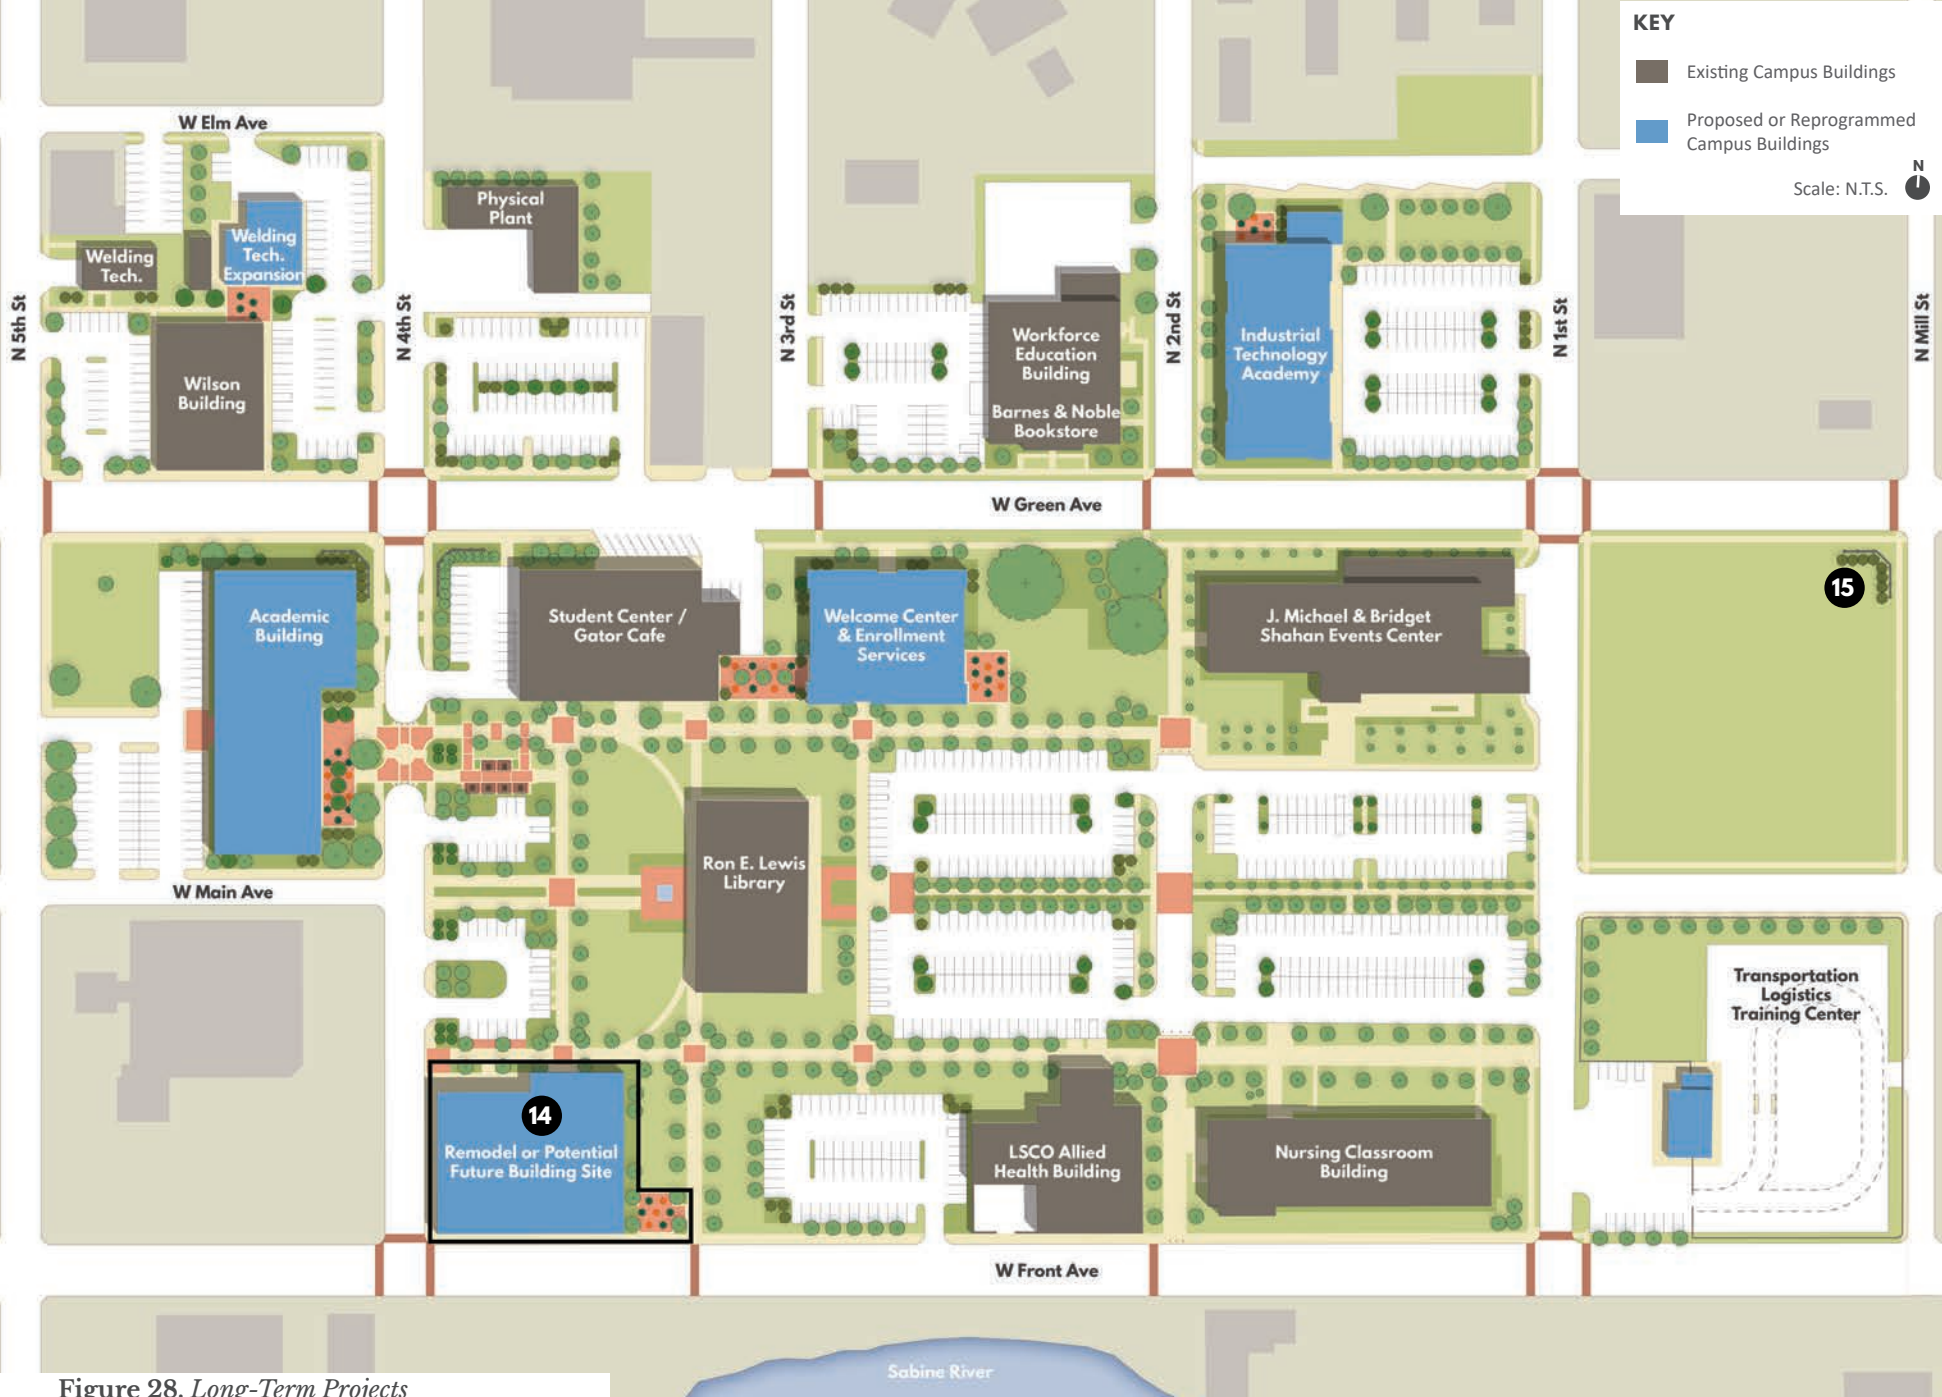 KEY
Existing Campus Buildings
Proposed or Reprogrammed
Campus Buildings
Scale: N.T.S.
N
W Elm Ave
Physical
Plant
Welding
Tech.
Expansion
Welding
Tech.
N 5th St
N 4th St
N 3rd St
N 2nd St
N 1st St
N Mill St
Wilson
Building
Workforce
Education
Building
Barnes & Noble
Bookstore
Industrial
Technology
Academy
W Green Ave
Academic
Building
Student Center /
Gator Cafe
Welcome Center
& Enrollment
Services
J. Michael & Bridget
Shahan Events Center
15
Ron E. Lewis
Library
W Main Ave
Transportation
Logistics
Training Center
14
Remodel or Potential
Future Building Site
LSCO Allied
Health Building
Nursing Classroom
Building
W Front Ave
Sabine River
Figure 28. Long-Term Projects